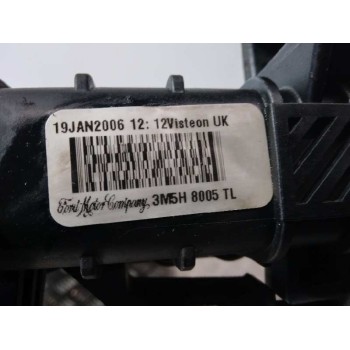 19JAN2006 12:12Visteon UK
Ford Motor Company, 3M5H 8005 TL